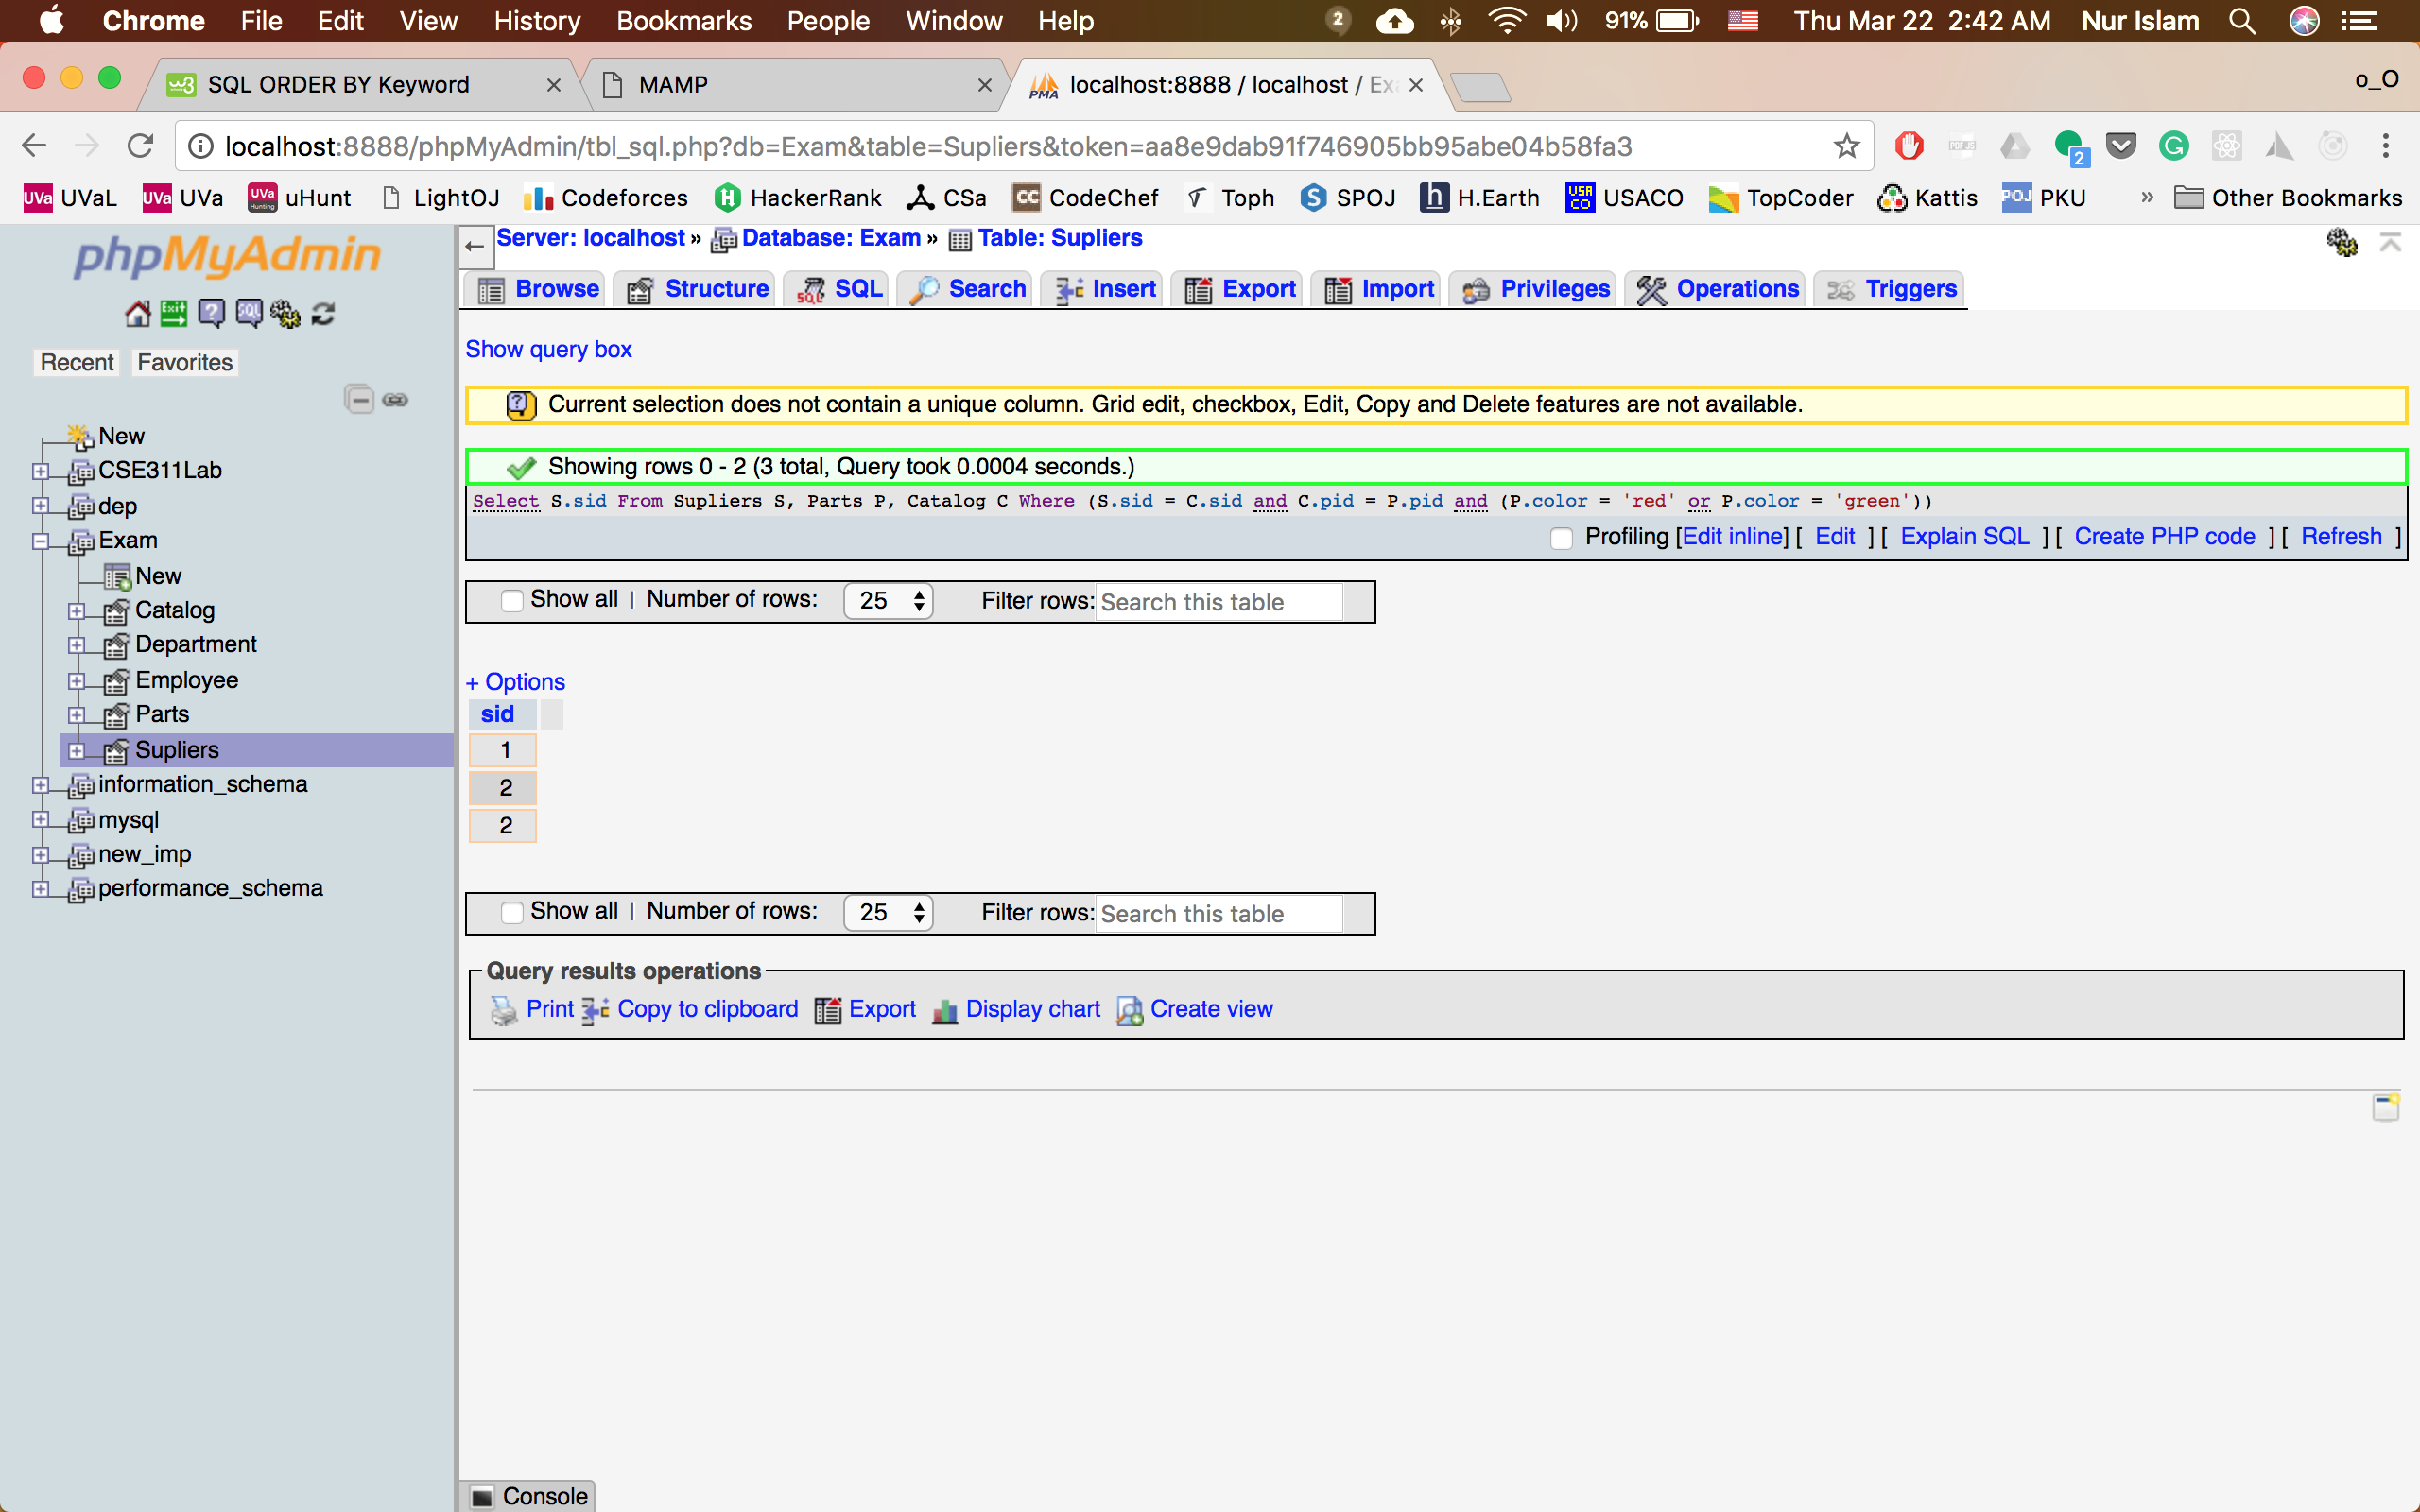 Chrome File Edit View History Bookmarks People Window Help 2 91% Thu Mar 22 2:42 AM Nur Islam
SQL ORDER BY Keyword MAMP localhost:8888 / localhost / Ex o_O
localhost:8888/phpMyAdmin/tbl_sql.php?db=Exam&table=Supliers&token=aa8e9dab91f746905bb95abe04b58fa3 2
UVaL UVa uHunt LightOJ Codeforces HackerRank CSa CodeChef Toph SPOJ H.Earth USACO TopCoder Kattis PKU » Other Bookmarks
phpMyAdmin
Recent Favorites
New
CSE311Lab
dep
Exam
New
Catalog
Department
Employee
Parts
Supliers
information_schema
mysql
new_imp
performance_schema
← Server: localhost » Database: Exam » Table: Supliers
Browse Structure SQL Search Insert Export Import Privileges Operations Triggers
Show query box
Current selection does not contain a unique column. Grid edit, checkbox, Edit, Copy and Delete features are not available.
Showing rows 0 - 2 (3 total, Query took 0.0004 seconds.)
Select S.sid From Supliers S, Parts P, Catalog C Where (S.sid = C.sid and C.pid = P.pid and (P.color = 'red' or P.color = 'green'))
Profiling [Edit inline] [ Edit ] [ Explain SQL ] [ Create PHP code ] [ Refresh ]
Show all | Number of rows: 25 Filter rows: Search this table
+ Options
sid
1
2
2
Show all | Number of rows: 25 Filter rows: Search this table
Query results operations
Print Copy to clipboard Export Display chart Create view
Console